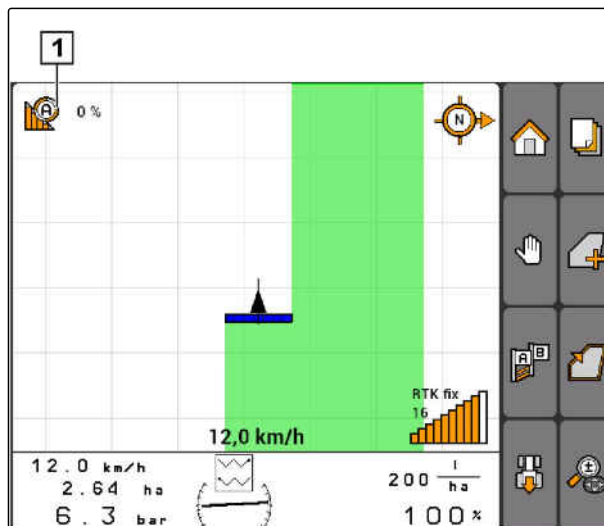 1
A 0 %
N
A B
RTK fix
16
12,0 km/h
12.0 km/h
2.64 ha
6.3 bar
200 l/ha
100 %